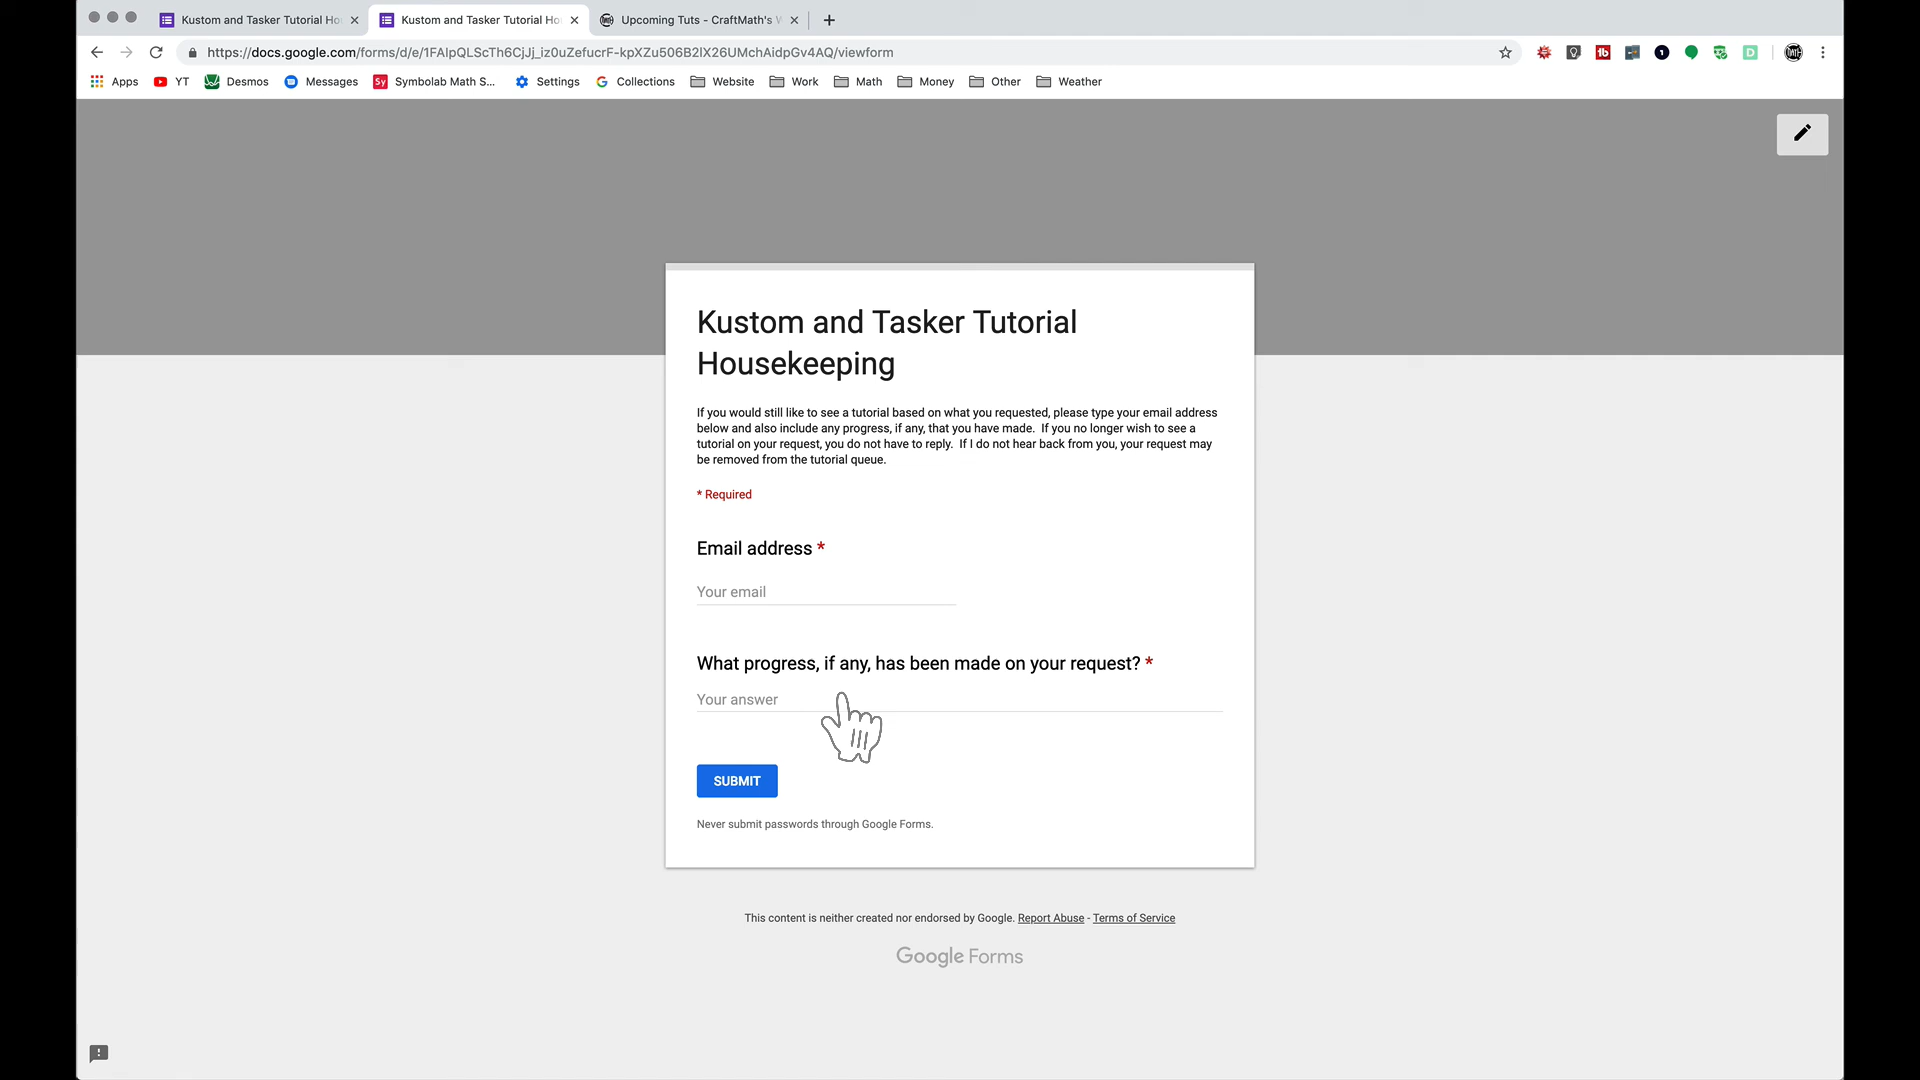 Kustom and Tasker Tutorial Ho
Kustom and Tasker Tutorial Ho
Upcoming Tuts - CraftMath's
https://docs.google.com/forms/d/e/1FAIpQLScTh6CjJj_iz0uZefucrF-kpXZu506B2lX26UMchAidpGv4AQ/viewform
Apps YT Desmos Messages Symbolab Math S... Settings Collections Website Work Math Money Other Weather
Kustom and Tasker Tutorial
Housekeeping
If you would still like to see a tutorial based on what you requested, please type your email address
below and also include any progress, if any, that you have made. If you no longer wish to see a
tutorial on your request, you do not have to reply. If I do not hear back from you, your request may
be removed from the tutorial queue.
* Required
Email address *
Your email
What progress, if any, has been made on your request? *
Your answer
SUBMIT
Never submit passwords through Google Forms.
This content is neither created nor endorsed by Google. Report Abuse - Terms of Service
Google Forms